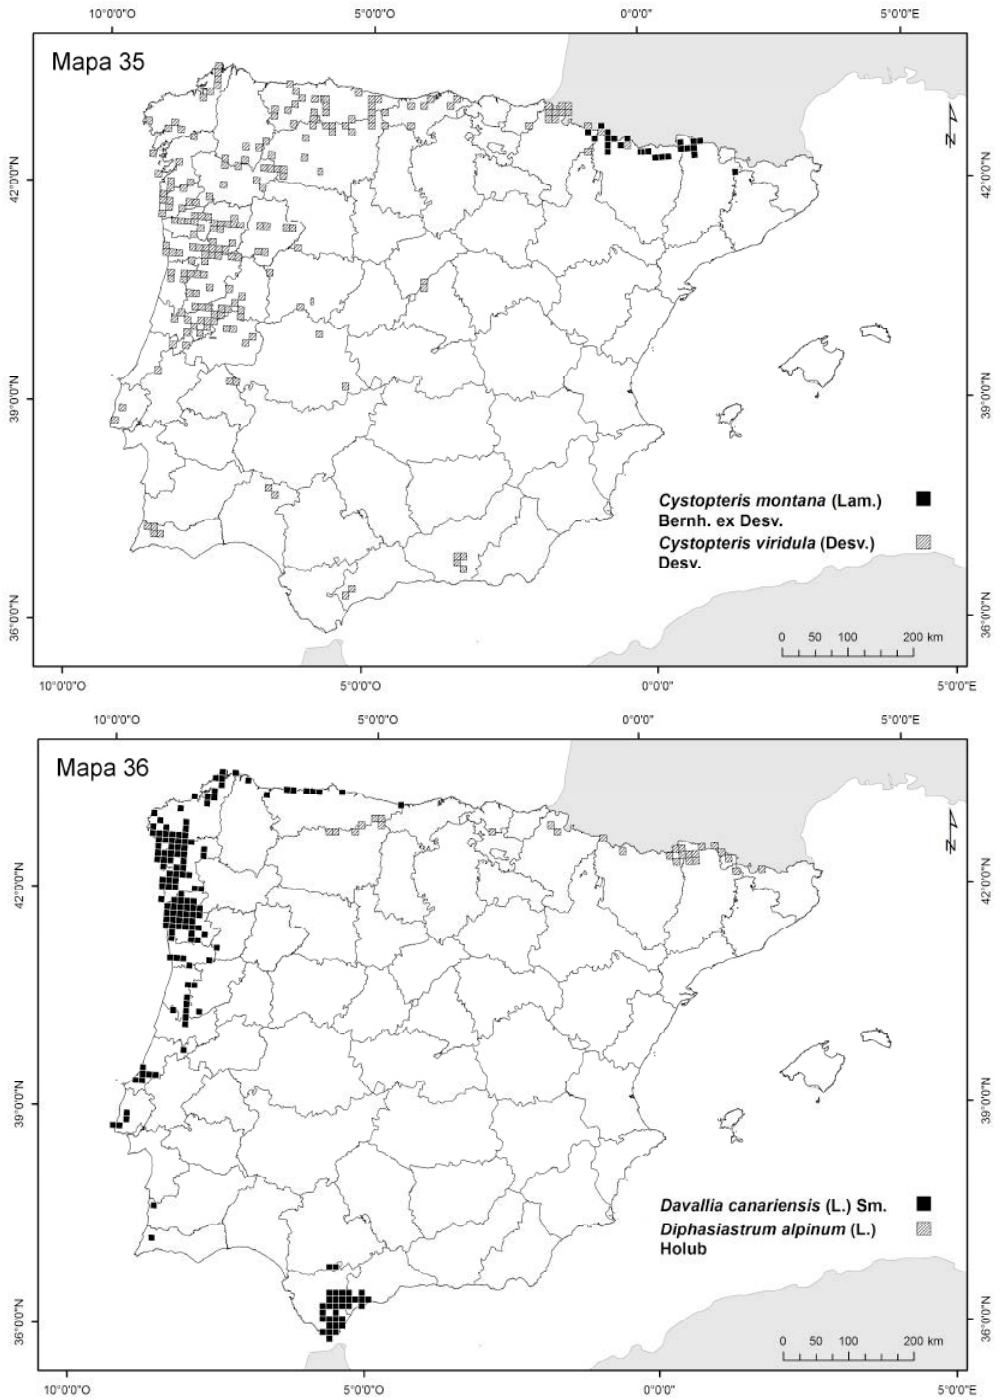 10°0'0"O 5°0'0"O 0°0'0" 5°0'0"E
Mapa 35
N
42°0'0"N 42°0'0"N
39°0'0"N 39°0'0"N
Cystopteris montana (Lam.)
Bernh. ex Desv.
Cystopteris viridula (Desv.)
Desv.
36°0'0"N 36°0'0"N
0 50 100 200 km
10°0'0"O 5°0'0"O 0°0'0" 5°0'0"E
10°0'0"O 5°0'0"O 0°0'0" 5°0'0"E
Mapa 36
N
42°0'0"N 42°0'0"N
39°0'0"N 39°0'0"N
Davallia canariensis (L.) Sm.
Diphasiastrum alpinum (L.)
Holub
36°0'0"N 36°0'0"N
0 50 100 200 km
10°0'0"O 5°0'0"O 0°0'0" 5°0'0"E